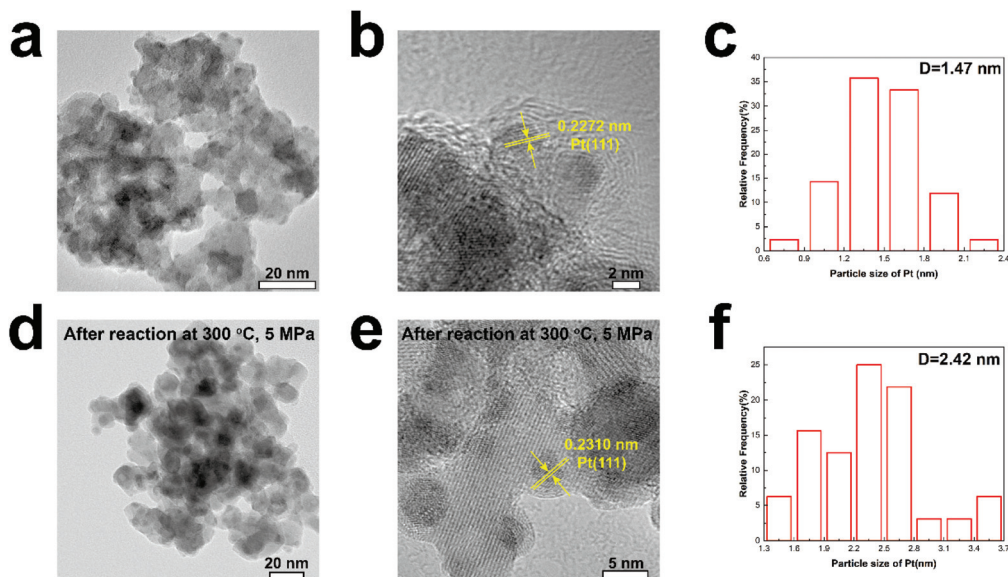 a
20 nm
b
0.2272 nm
Pt(111)
2 nm
c
D=1.47 nm
Relative Frequency(%)
40
35
30
25
20
15
10
5
0
0.6 0.9 1.2 1.5 1.8 2.1 2.4
Particle size of Pt (nm)
d
After reaction at 300 °C, 5 MPa
20 nm
e
After reaction at 300 °C, 5 MPa
0.2310 nm
Pt(111)
5 nm
f
D=2.42 nm
Relative Frequency(%)
25
20
15
10
5
0
1.3 1.6 1.9 2.2 2.5 2.8 3.1 3.4 3.7
Particle size of Pt(nm)